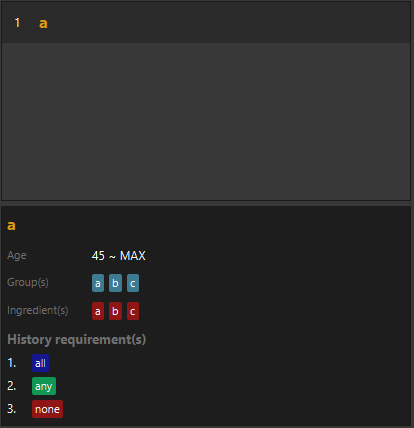 1 a
a
Age 45 ~ MAX
Group(s) a b c
Ingredient(s) a b c
History requirement(s)
1. all
2. any
3. none